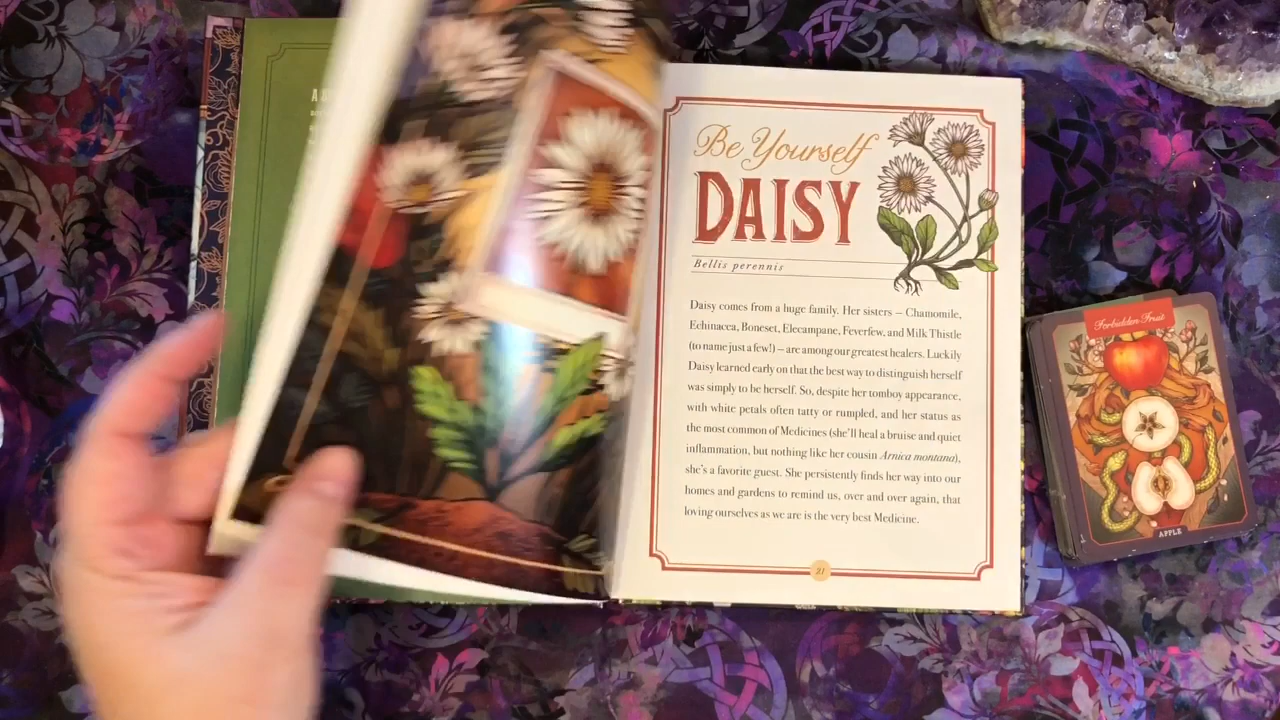 Be Yourself
DAISY
Bellis perennis
Daisy comes from a huge family. Her sisters — Chamomile,
Echinacea, Boneset, Elecampane, Feverfew, and Milk Thistle
(to name just a few!) — are among our greatest healers. Luckily
Daisy learned early on that the best way to distinguish herself
was simply to be herself. So, despite her tomboy appearance,
with white petals often tatty or rumpled, and her status as
the most common of Medicines (she'll heal a bruise and quiet
inflammation, but nothing like her cousin Arnica montana),
she's a favorite guest. She persistently finds her way into our
homes and gardens to remind us, over and over again, that
loving ourselves as we are is the very best Medicine.
21
Forbidden Fruit
APPLE